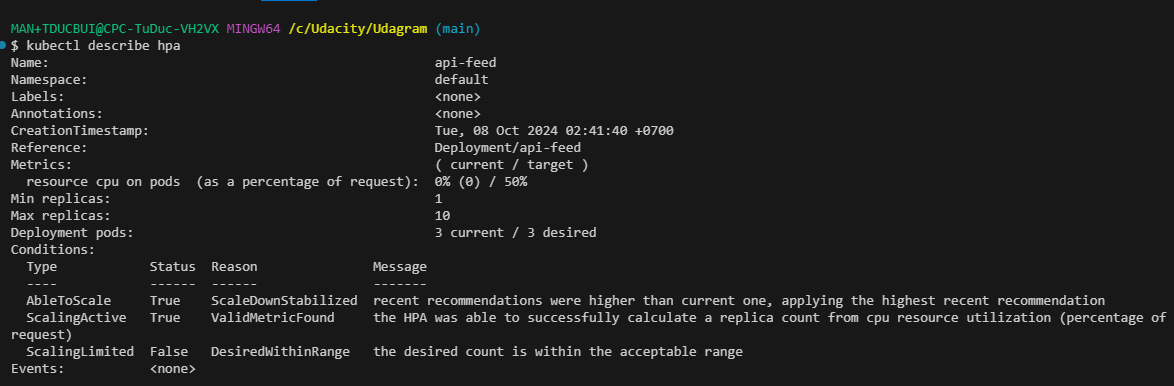 MAN+TDUCBUI@CPC-TuDuc-VH2VX MINGW64 /c/Udacity/Udagram (main)
$ kubectl describe hpa
Name: api-feed
Namespace: default
Labels: <none>
Annotations: <none>
CreationTimestamp: Tue, 08 Oct 2024 02:41:40 +0700
Reference: Deployment/api-feed
Metrics: ( current / target )
  resource cpu on pods  (as a percentage of request):  0% (0) / 50%
Min replicas: 1
Max replicas: 10
Deployment pods: 3 current / 3 desired
Conditions:
  Type            Status  Reason              Message
  ----            ------  ------              -------
  AbleToScale     True    ScaleDownStabilized  recent recommendations were higher than current one, applying the highest recent recommendation
  ScalingActive   True    ValidMetricFound    the HPA was able to successfully calculate a replica count from cpu resource utilization (percentage of
request)
  ScalingLimited  False   DesiredWithinRange  the desired count is within the acceptable range
Events:           <none>